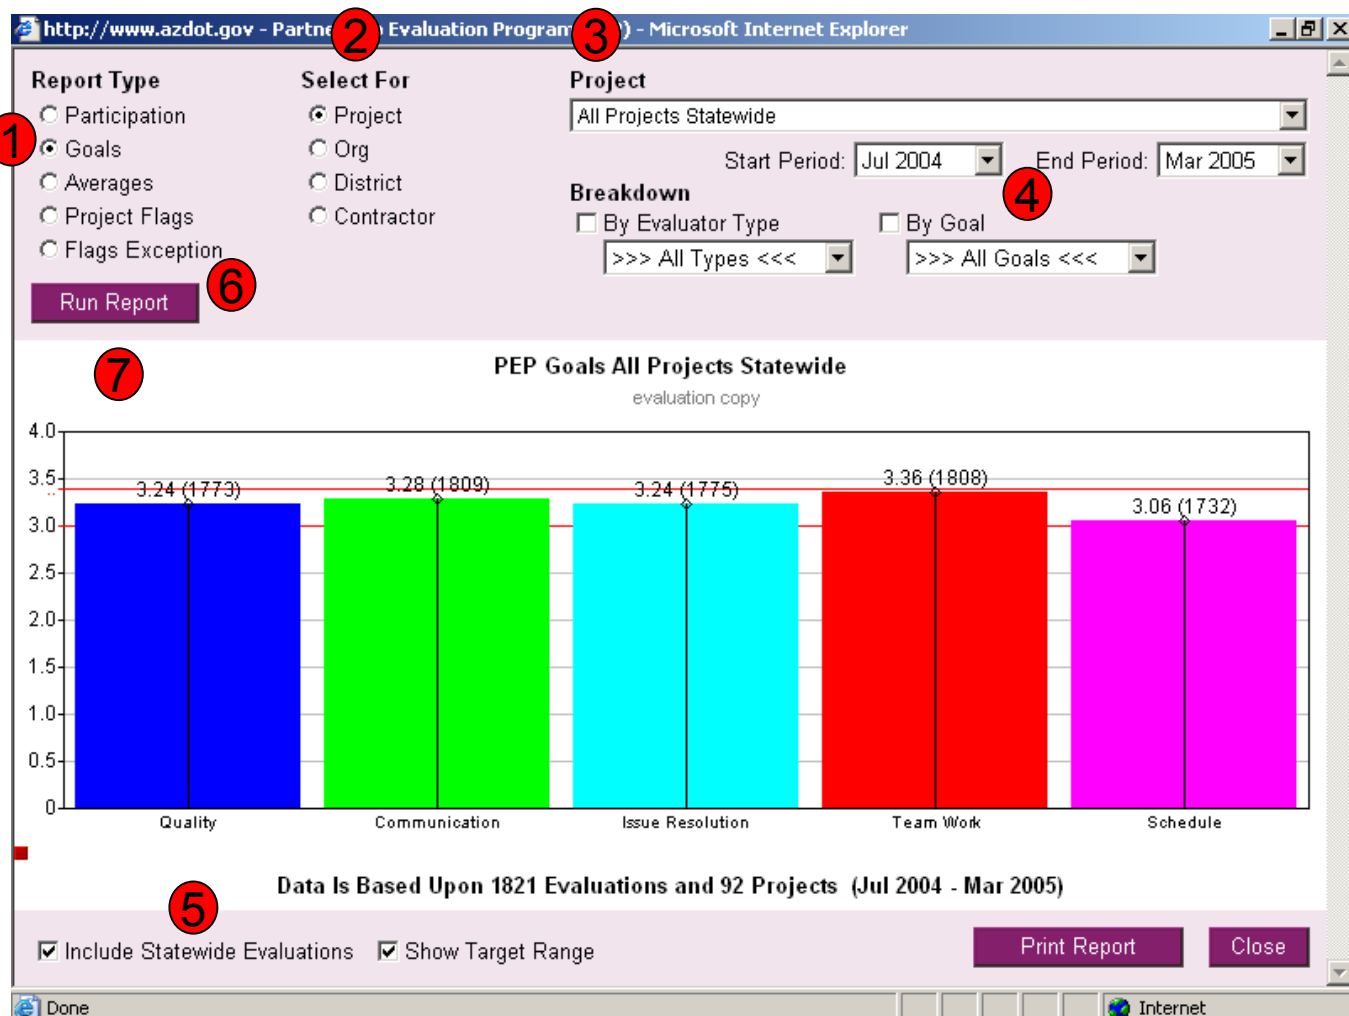 http://www.azdot.gov - Partne Evaluation Program ) - Microsoft Internet Explorer
2
3
Report Type
Participation
Goals
Averages
Project Flags
Flags Exception
1
Select For
Project
Org
District
Contractor
Project
All Projects Statewide
Start Period: Jul 2004 End Period: Mar 2005
4
Breakdown
By Evaluator Type By Goal
>>> All Types <<< >>> All Goals <<<
6
Run Report
7
PEP Goals All Projects Statewide
evaluation copy
4.0
3.5
3.0
2.5
2.0
1.5
1.0
0.5
0
3.24 (1773)
3.28 (1809)
3.24 (1775)
3.36 (1808)
3.06 (1732)
Quality Communication Issue Resolution Team Work Schedule
Data Is Based Upon 1821 Evaluations and 92 Projects (Jul 2004 - Mar 2005)
5
Include Statewide Evaluations Show Target Range
Print Report Close
Done Internet